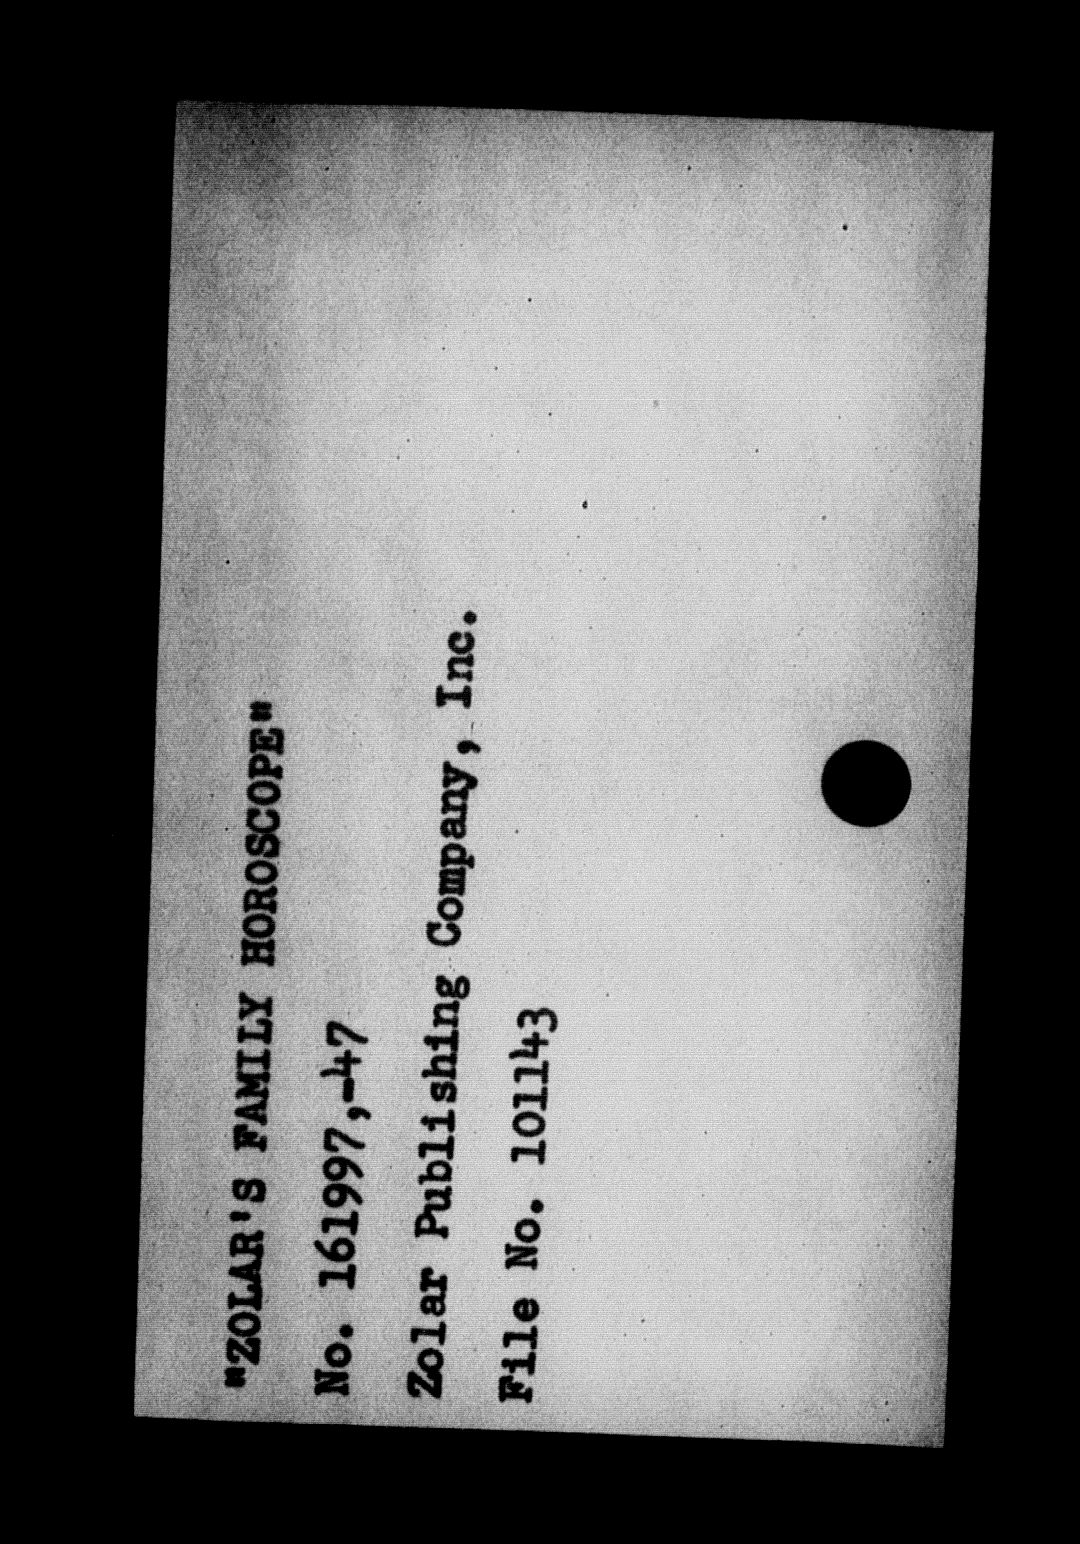 "ZOLAR'S FAMILY HOROSCOPE"
No. 161997,-47
Zolar Publishing Company, Inc.
File No. 101143